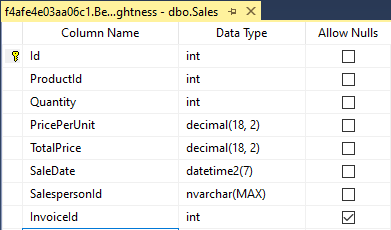 f4afe4e03aa06c1.Be...ghtness - dbo.Sales
Column Name Data Type Allow Nulls
Id int
ProductId int
Quantity int
PricePerUnit decimal(18, 2)
TotalPrice decimal(18, 2)
SaleDate datetime2(7)
SalespersonId nvarchar(MAX)
InvoiceId int